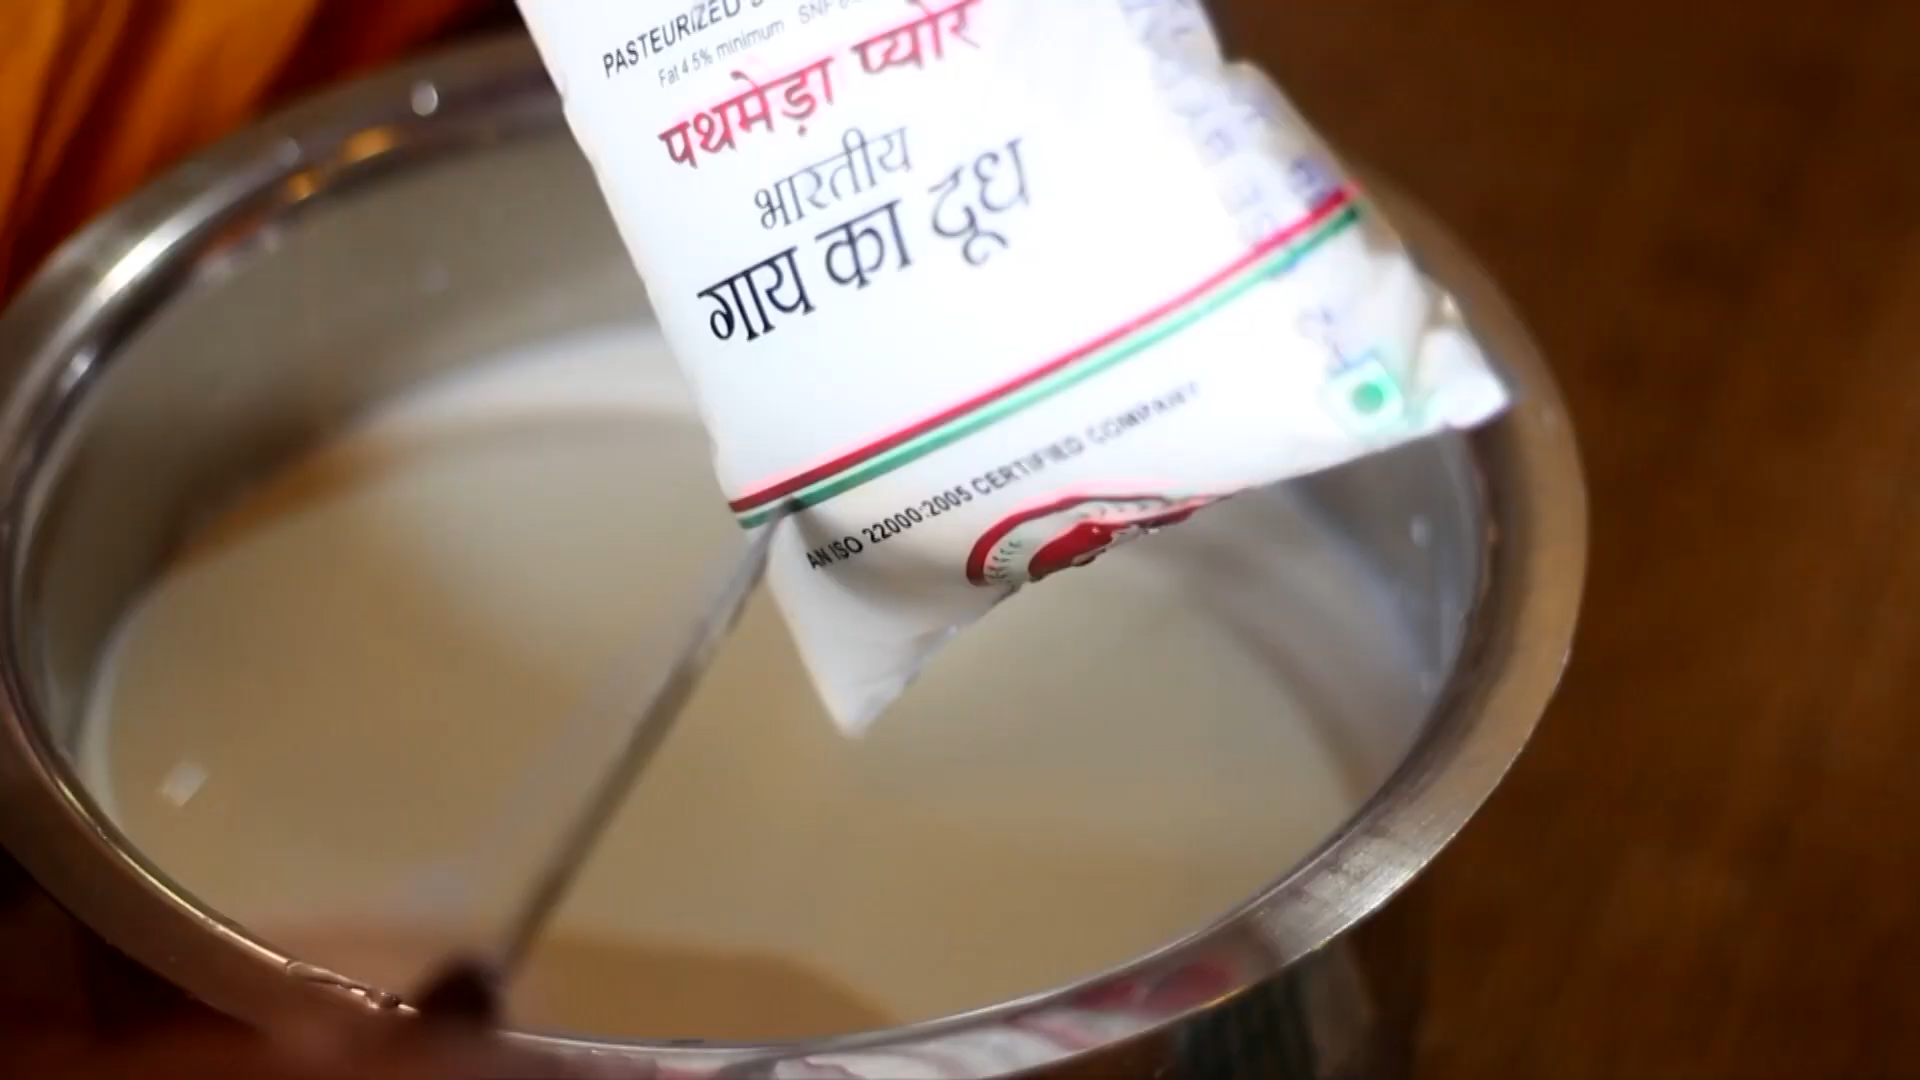 PASTEURIZED
Fat 4.5% minimum SNF
पथमेड़ा प्योर
भारतीय
गाय का दूध
AN ISO 22000:2005 CERTIFIED COMPANY